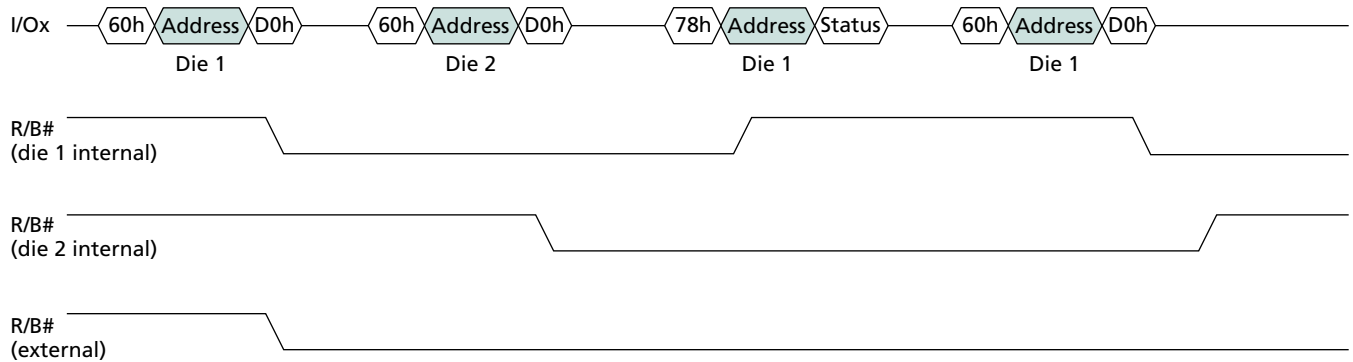 I/Ox 60h Address D0h 60h Address D0h 78h Address Status 60h Address D0h
Die 1 Die 2 Die 1 Die 1
R/B#
(die 1 internal)
R/B#
(die 2 internal)
R/B#
(external)